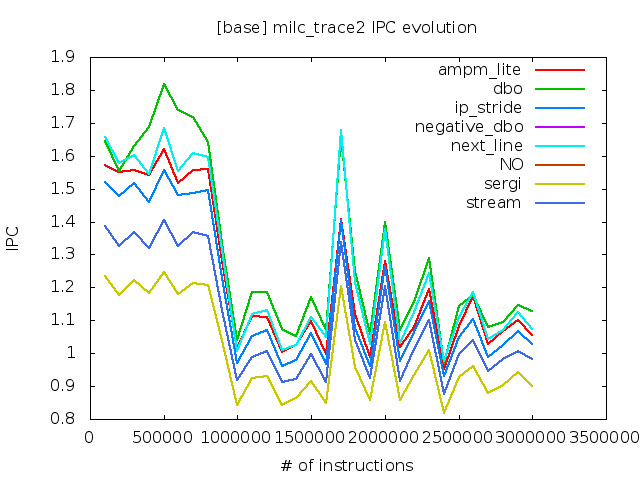 [base] milc_trace2 IPC evolution
IPC
1.9
1.8
1.7
1.6
1.5
1.4
1.3
1.2
1.1
1
0.9
0.8
ampm_lite
dbo
ip_stride
negative_dbo
next_line
NO
sergi
stream
0 500000 1000000 1500000 2000000 2500000 3000000 3500000
# of instructions